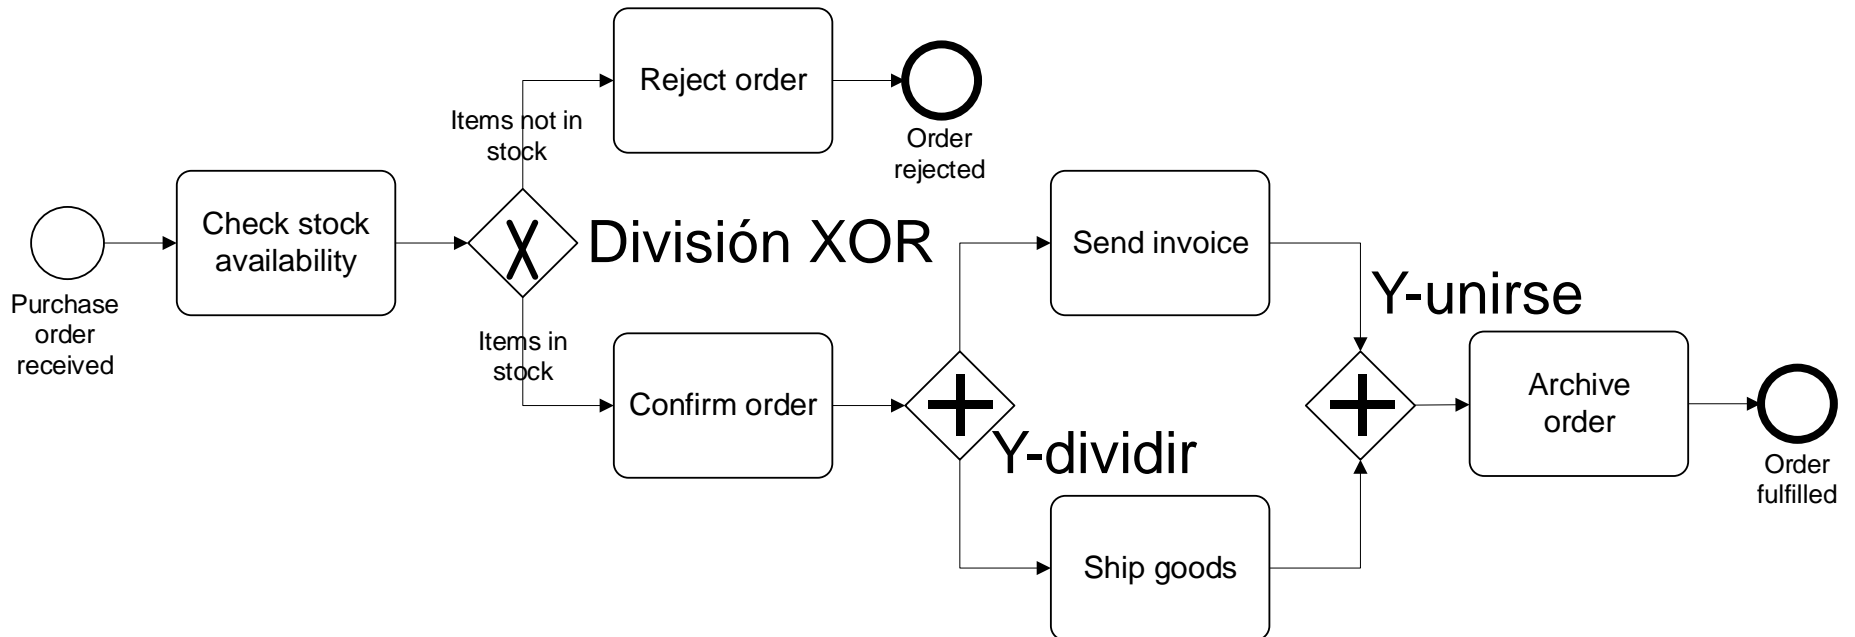 Reject order
Items not in
stock
Order
rejected
Check stock
availability
División XOR
Send invoice
Purchase
order
received
Y-unirse
Items in
stock
Confirm order
Archive
order
Y-dividir
Order
fulfilled
Ship goods